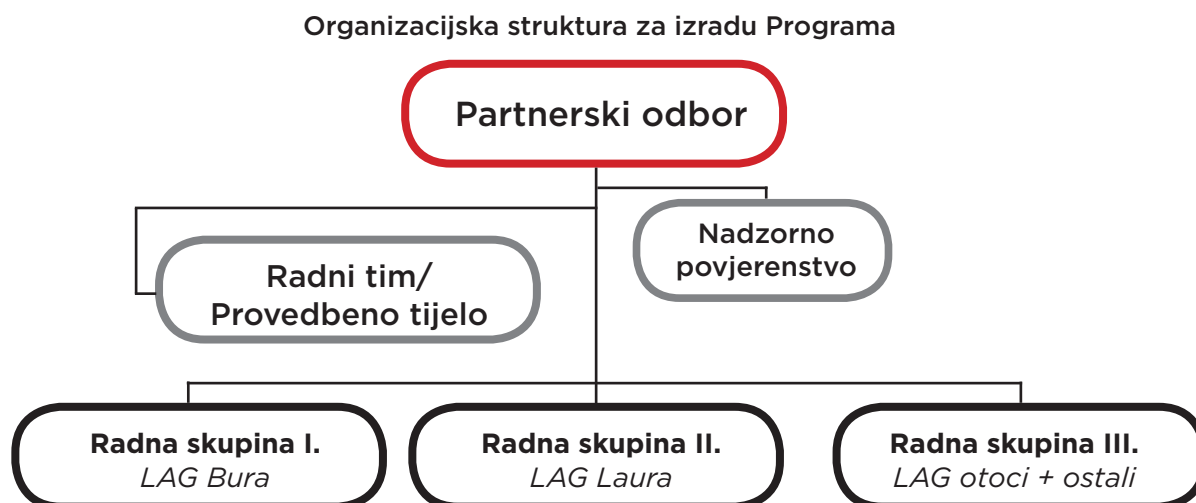 Organizacijska struktura za izradu Programa
Partnerski odbor
Nadzorno
povjerenstvo
Radni tim/
Provedbeno tijelo
Radna skupina I.
LAG Bura
Radna skupina II.
LAG Laura
Radna skupina III.
LAG otoci + ostali